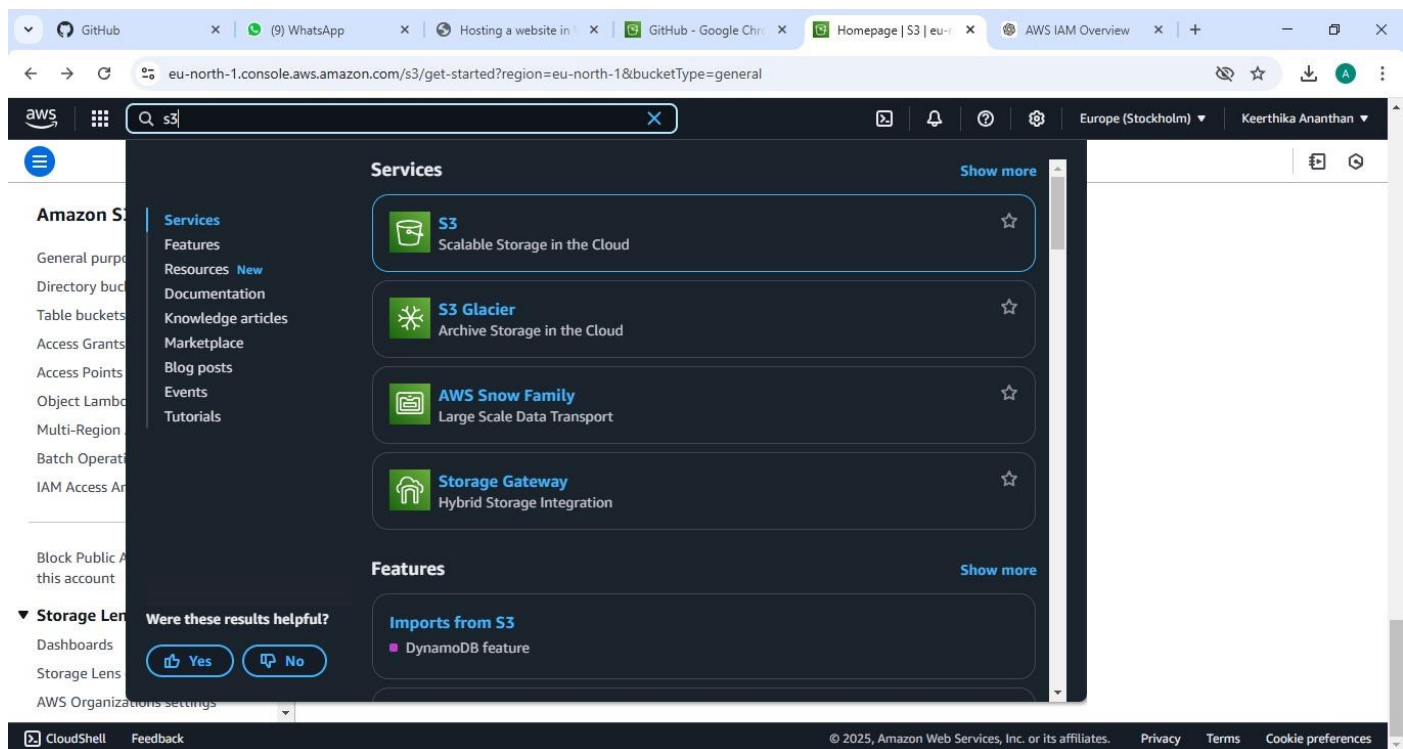 GitHub
(9) WhatsApp
Hosting a website in
GitHub - Google Chr
Homepage | S3 | eu-
AWS IAM Overview
eu-north-1.console.aws.amazon.com/s3/get-started?region=eu-north-1&bucketType=general
A
aws
s3
Europe (Stockholm)
Keerthika Ananthan
Amazon S
General purpo
Directory buc
Table buckets
Access Grants
Access Points
Object Lambd
Multi-Region
Batch Operati
IAM Access An
Block Public A
this account
Storage Len
Dashboards
Storage Lens
AWS Organizations settings
Services
Features
Resources New
Documentation
Knowledge articles
Marketplace
Blog posts
Events
Tutorials
Were these results helpful?
Yes No
Services Show more
S3
Scalable Storage in the Cloud
S3 Glacier
Archive Storage in the Cloud
AWS Snow Family
Large Scale Data Transport
Storage Gateway
Hybrid Storage Integration
Features Show more
Imports from S3
DynamoDB feature
CloudShell Feedback © 2025, Amazon Web Services, Inc. or its affiliates. Privacy Terms Cookie preferences